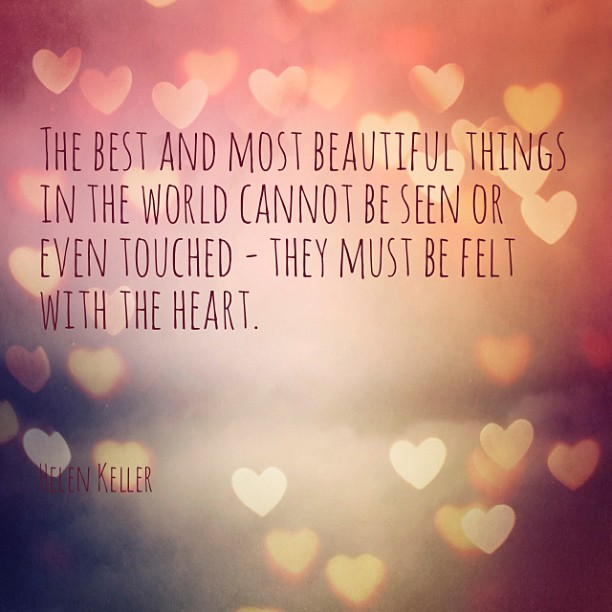 The best and most beautiful things
in the world cannot be seen or
even touched - they must be felt
with the heart.
Helen Keller